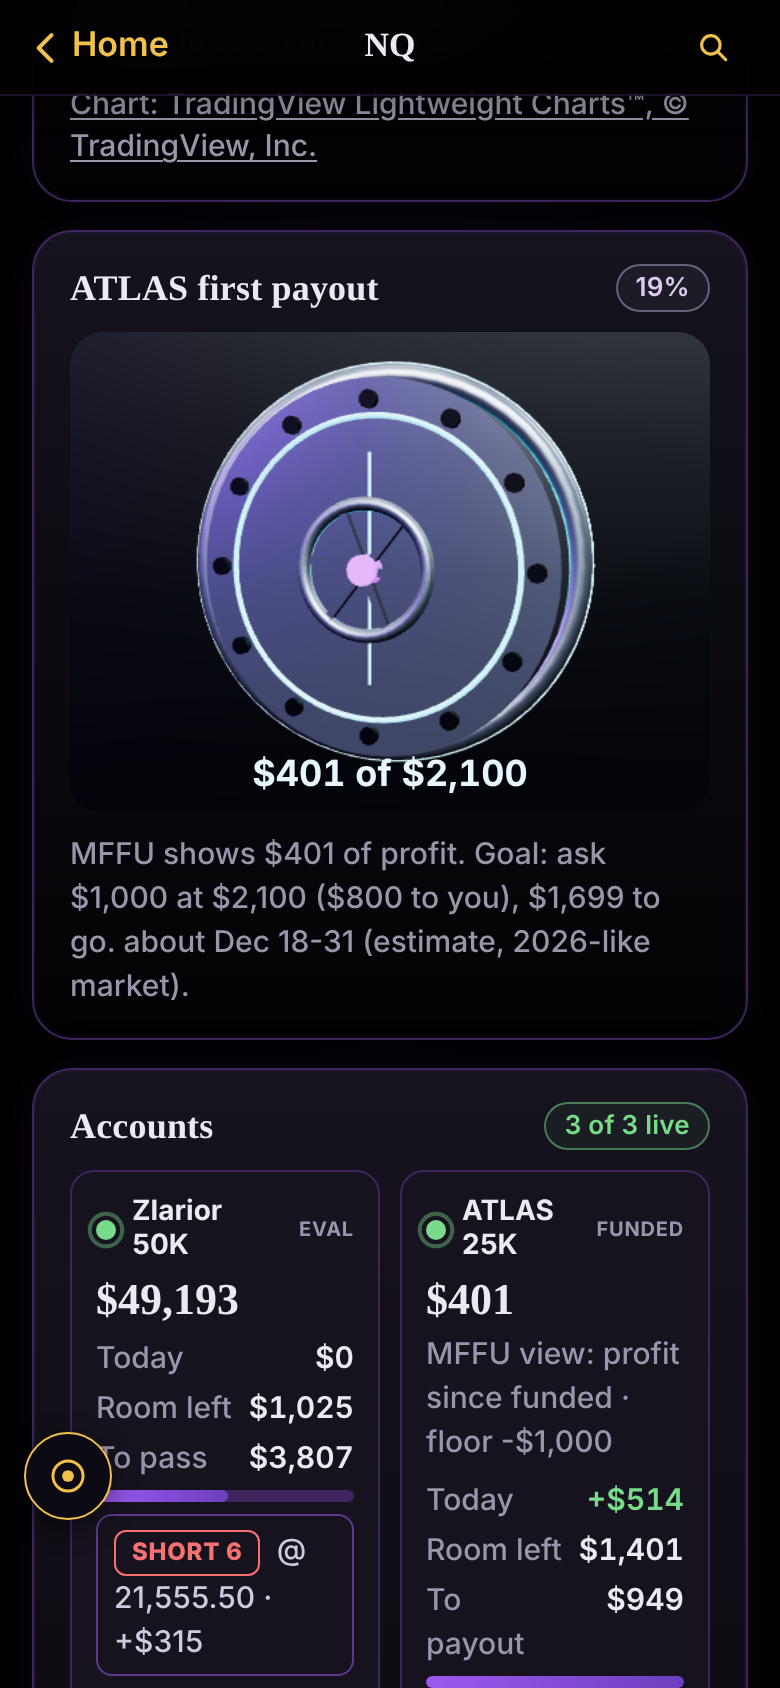 Home
NQ
Chart: TradingView Lightweight Charts™, ©
TradingView, Inc.
ATLAS first payout
19%
$401 of $2,100
MFFU shows $401 of profit. Goal: ask
$1,000 at $2,100 ($800 to you), $1,699 to
go. about Dec 18-31 (estimate, 2026-like
market).
Accounts
3 of 3 live
Zlarior
50K
EVAL
$49,193
Today $0
Room left $1,025
To pass $3,807
SHORT 6 @
21,555.50 ·
+$315
ATLAS
25K
FUNDED
$401
MFFU view: profit
since funded ·
floor -$1,000
Today +$514
Room left $1,401
To $949
payout